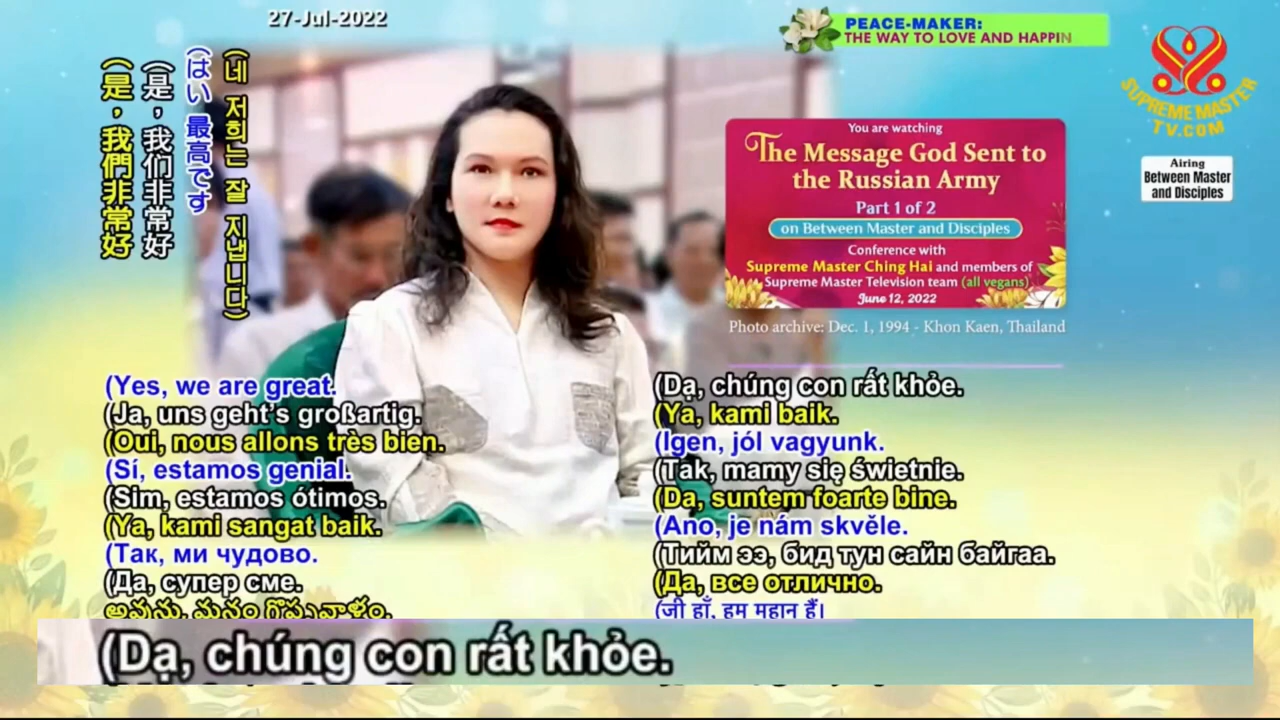 27-Jul-2022
PEACE-MAKER:
THE WAY TO LOVE AND HAPPIN
SUPREME MASTER
TV.COM
Airing
Between Master
and Disciples
(네 저희는 잘 지냅니다)
(はい 最高です
(是，我们非常好
(是，我們非常好
You are watching
The Message God Sent to
the Russian Army
Part 1 of 2
on Between Master and Disciples
Conference with
Supreme Master Ching Hai and members of
Supreme Master Television team (all vegans)
June 12, 2022
Photo archive: Dec. 1, 1994 - Khon Kaen, Thailand
(Yes, we are great.
(Ja, uns geht's großartig.
(Oui, nous allons très bien.
(Sí, estamos genial.
(Sim, estamos ótimos.
(Ya, kami sangat baik.
(Так, ми чудово.
(Да, супер сме.
అవును, మనం గొప్పవాళ్లం.
(Dạ, chúng con rất khỏe.
(Ya, kami baik.
(Igen, jól vagyunk.
(Tak, mamy się świetnie.
(Da, suntem foarte bine.
(Ano, je nám skvěle.
(Тийм ээ, бид тун сайн байгаа.
(Да, все отлично.
(जी हाँ, हम महान हैं।
(Dạ, chúng con rất khỏe.